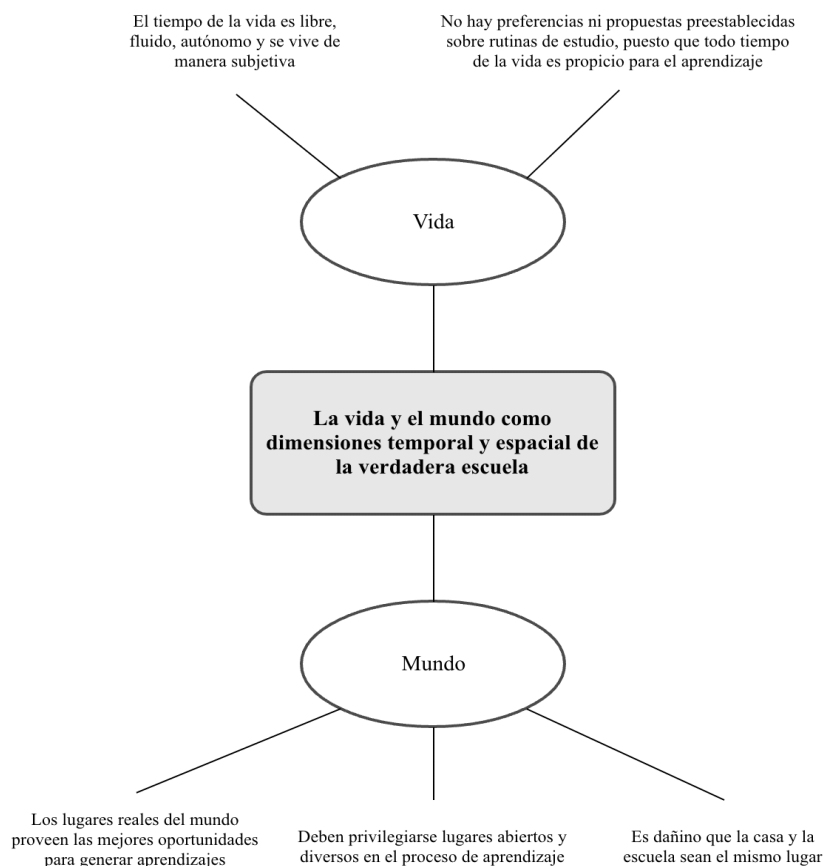 El tiempo de la vida es libre,
fluido, autónomo y se vive de
manera subjetiva
No hay preferencias ni propuestas preestablecidas
sobre rutinas de estudio, puesto que todo tiempo
de la vida es propicio para el aprendizaje
Vida
La vida y el mundo como
dimensiones temporal y espacial de
la verdadera escuela
Mundo
Los lugares reales del mundo
proveen las mejores oportunidades
para generar aprendizajes
Deben privilegiarse lugares abiertos y
diversos en el proceso de aprendizaje
Es dañino que la casa y la
escuela sean el mismo lugar